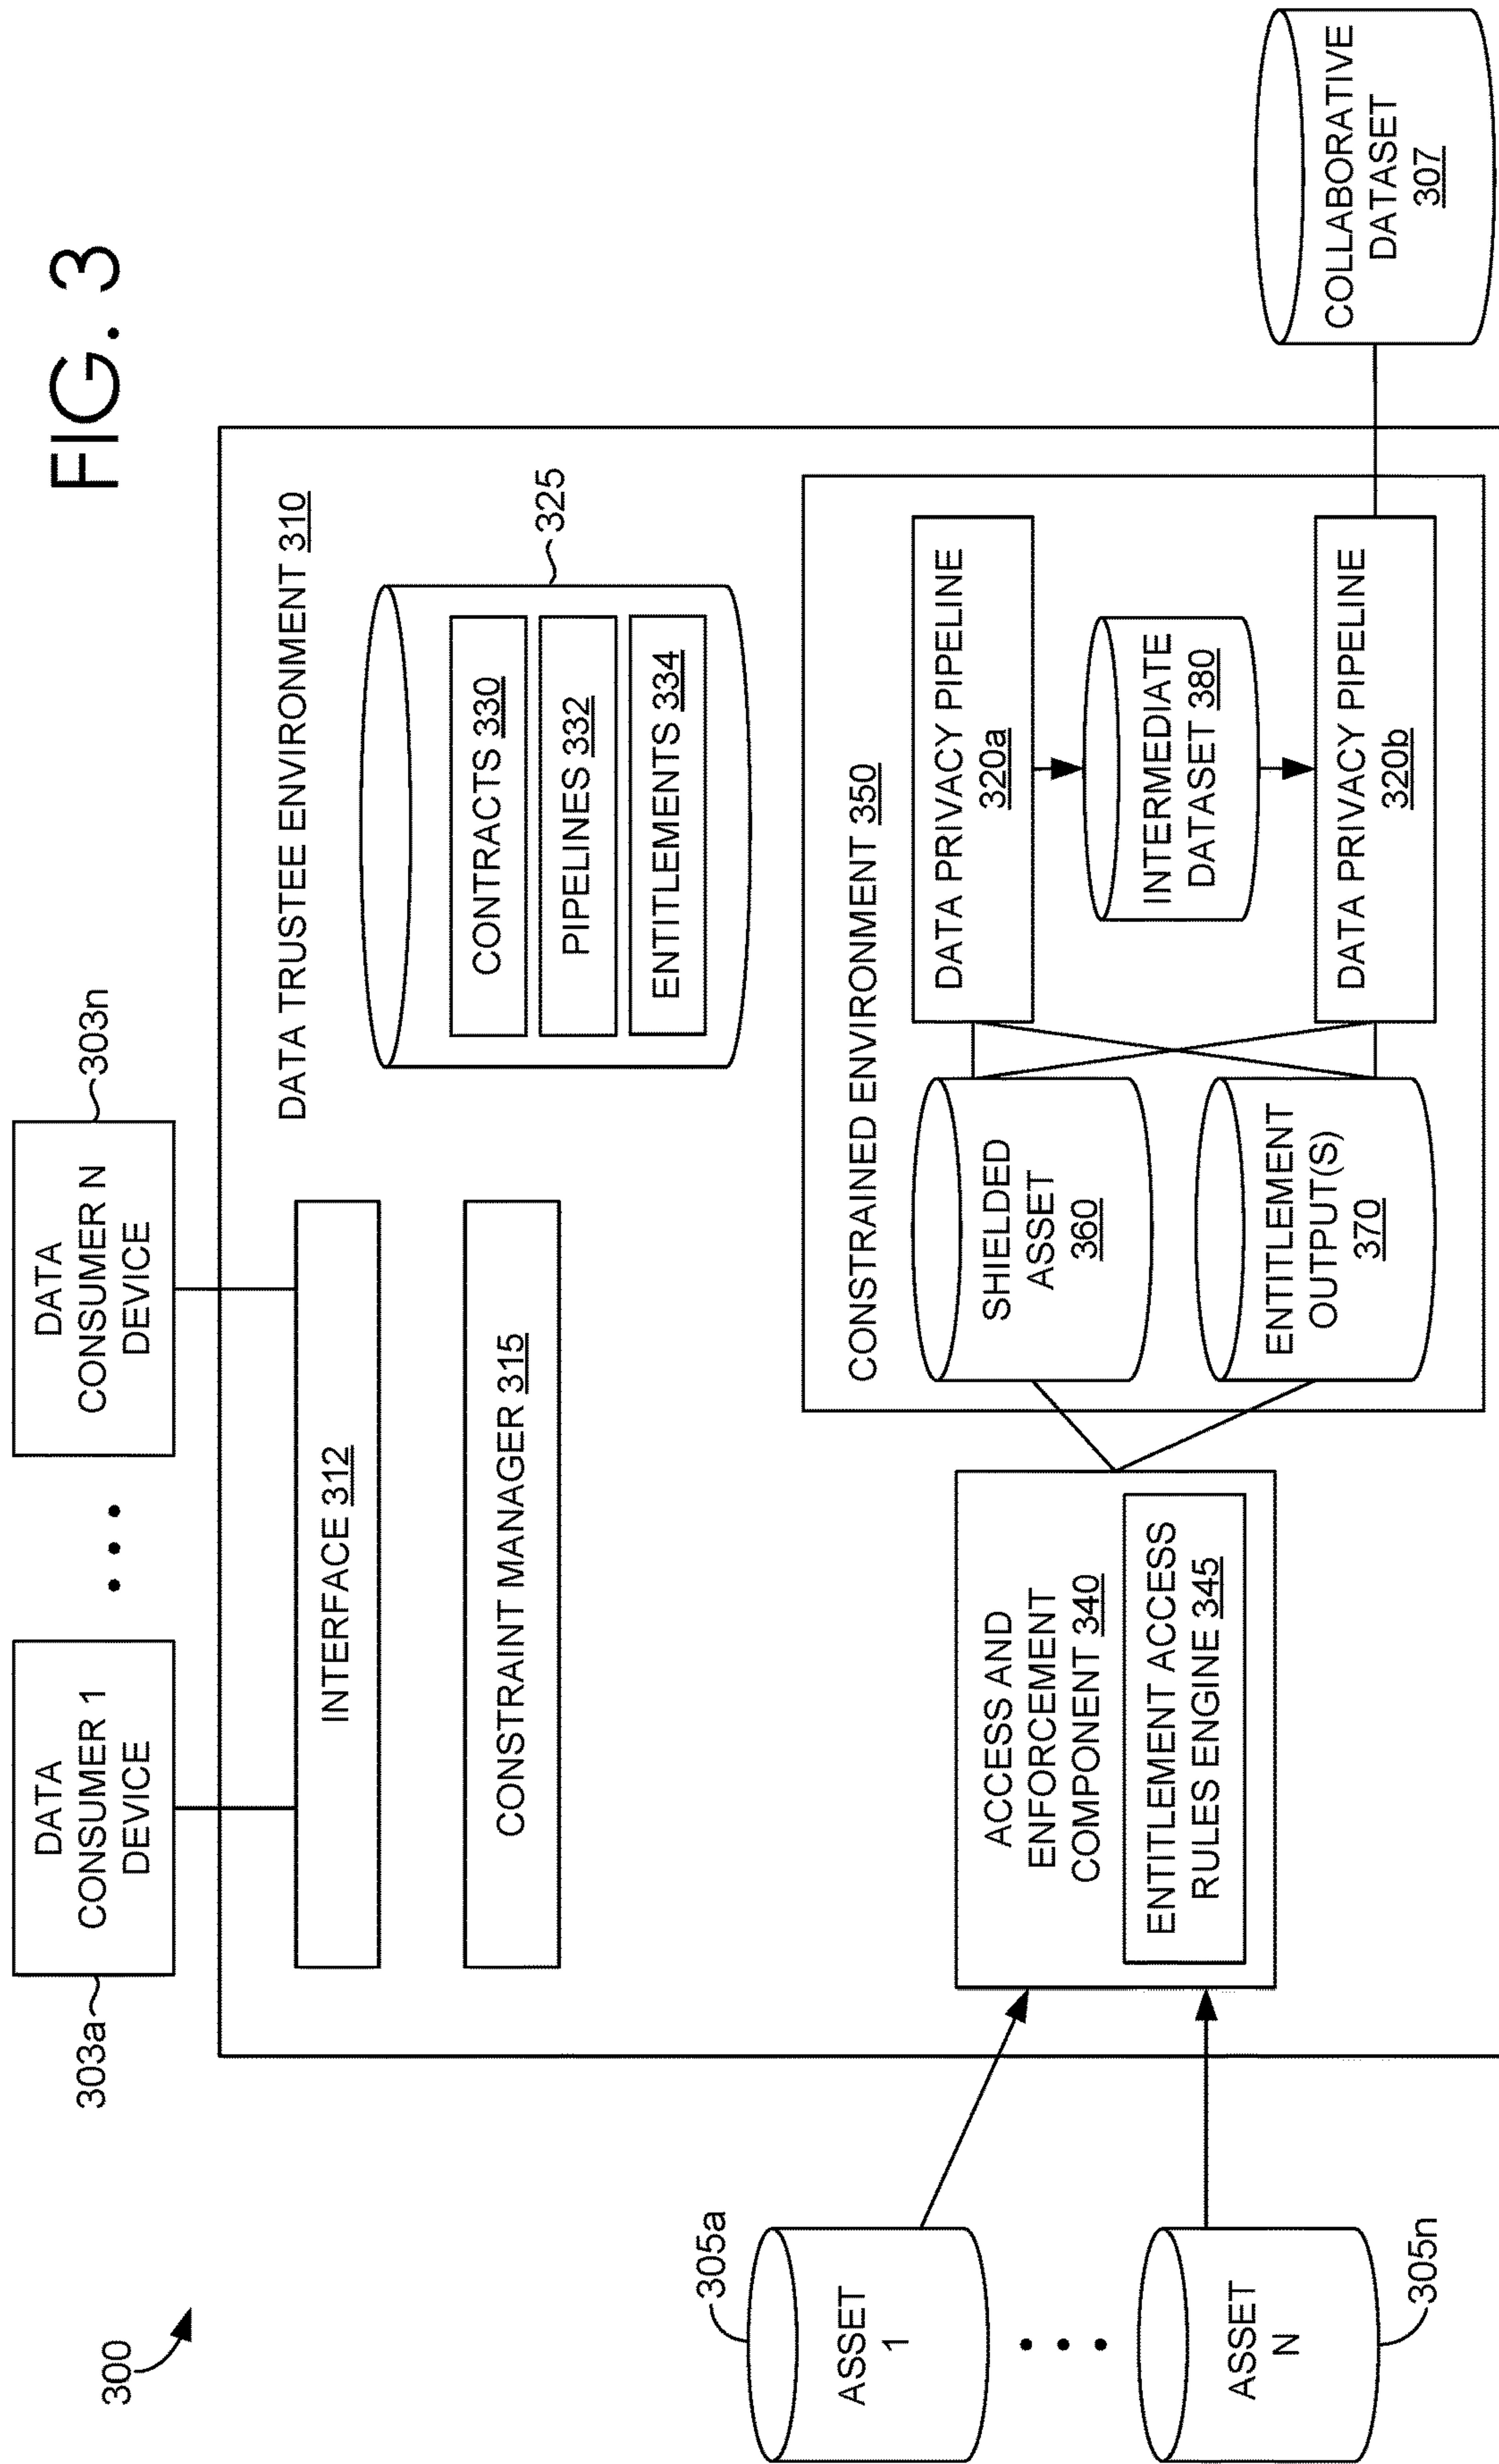 FIG. 3
300
303a
DATA
CONSUMER 1
DEVICE
DATA
CONSUMER N
DEVICE
303n
DATA TRUSTEE ENVIRONMENT 310
INTERFACE 312
CONSTRAINT MANAGER 315
325
CONTRACTS 330
PIPELINES 332
ENTITLEMENTS 334
305a
ASSET
1
ASSET
N
305n
ACCESS AND
ENFORCEMENT
COMPONENT 340
ENTITLEMENT ACCESS
RULES ENGINE 345
CONSTRAINED ENVIRONMENT 350
SHIELDED
ASSET
360
ENTITLEMENT
OUTPUT(S)
370
DATA PRIVACY PIPELINE
320a
INTERMEDIATE
DATASET 380
DATA PRIVACY PIPELINE
320b
COLLABORATIVE
DATASET
307